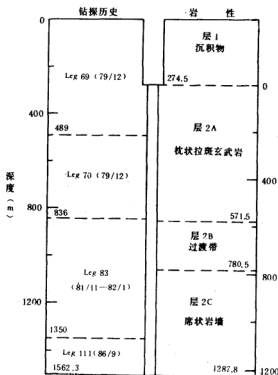 钻探历史
岩 性
0
层1
沉积物
Leg 69 (79/12)
274.5
0
400
489
层 2A
枕状拉斑玄武岩
Leg 70 (79/12)
400
深度(m)
800
836
571.5
层 2B
过渡带
Leg 83
(81/11—82/1)
780.5
800
层 2C
席状岩墙
1200
1350
Leg 111(86/9)
1562.3
1287.8
1200